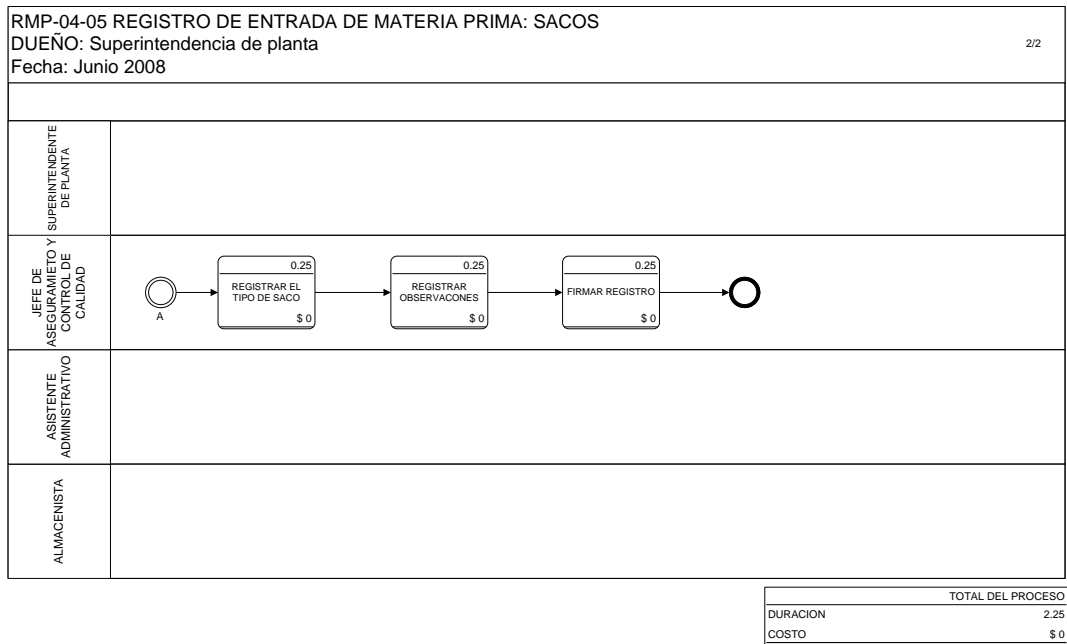 RMP-04-05 REGISTRO DE ENTRADA DE MATERIA PRIMA: SACOS
DUEÑO: Superintendencia de planta
2/2
Fecha: Junio 2008
SUPERINTENDENTE
DE PLANTA
JEFE DE
ASEGURAMIETO Y
CONTROL DE
CALIDAD
A
0.25
REGISTRAR EL
TIPO DE SACO
$ 0
0.25
REGISTRAR
OBSERVACONES
$ 0
0.25
FIRMAR REGISTRO
$ 0
ASISTENTE
ADMINISTRATIVO
ALMACENISTA
TOTAL DEL PROCESO
DURACION 2.25
COSTO $ 0